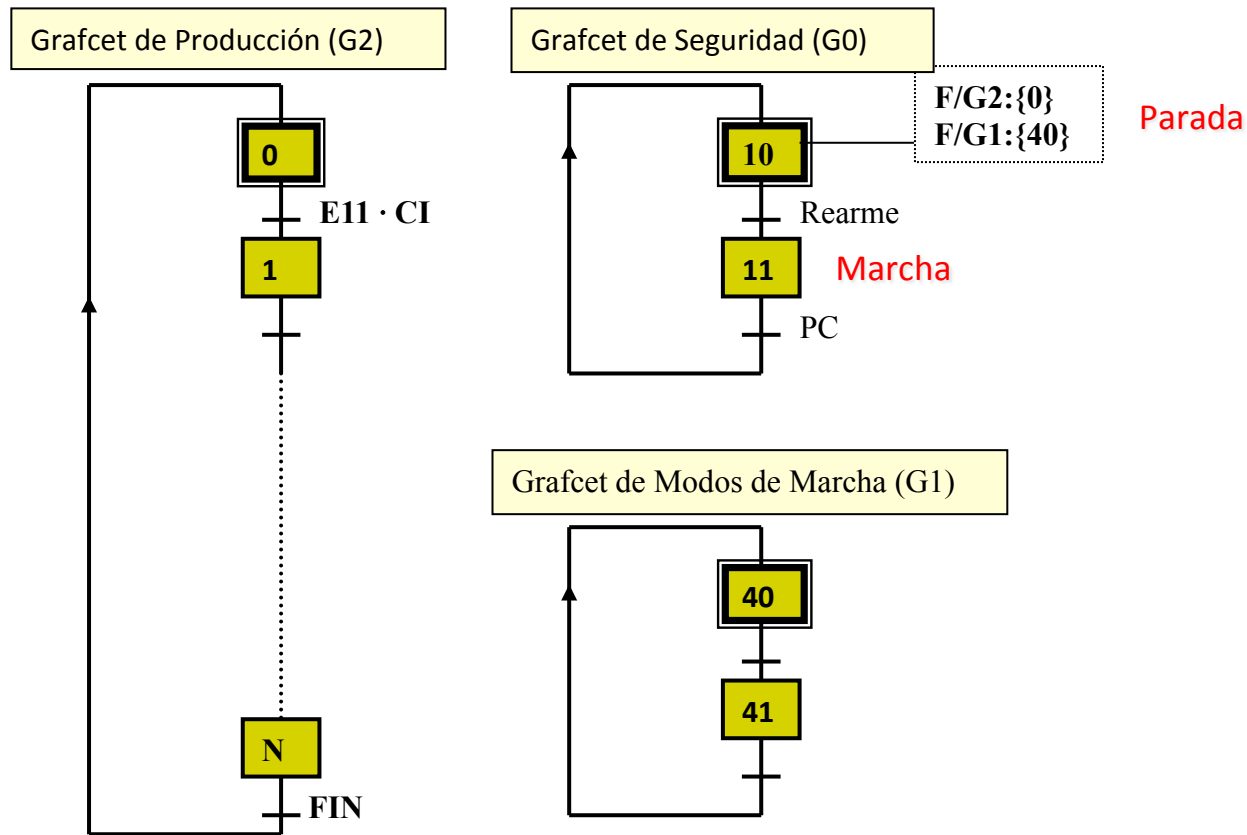 Grafcet de Producción (G2)
0
E11 · CI
1
N
FIN
Grafcet de Seguridad (G0)
F/G2:{0}
F/G1:{40}
Parada
10
Rearme
11
Marcha
PC
Grafcet de Modos de Marcha (G1)
40
41